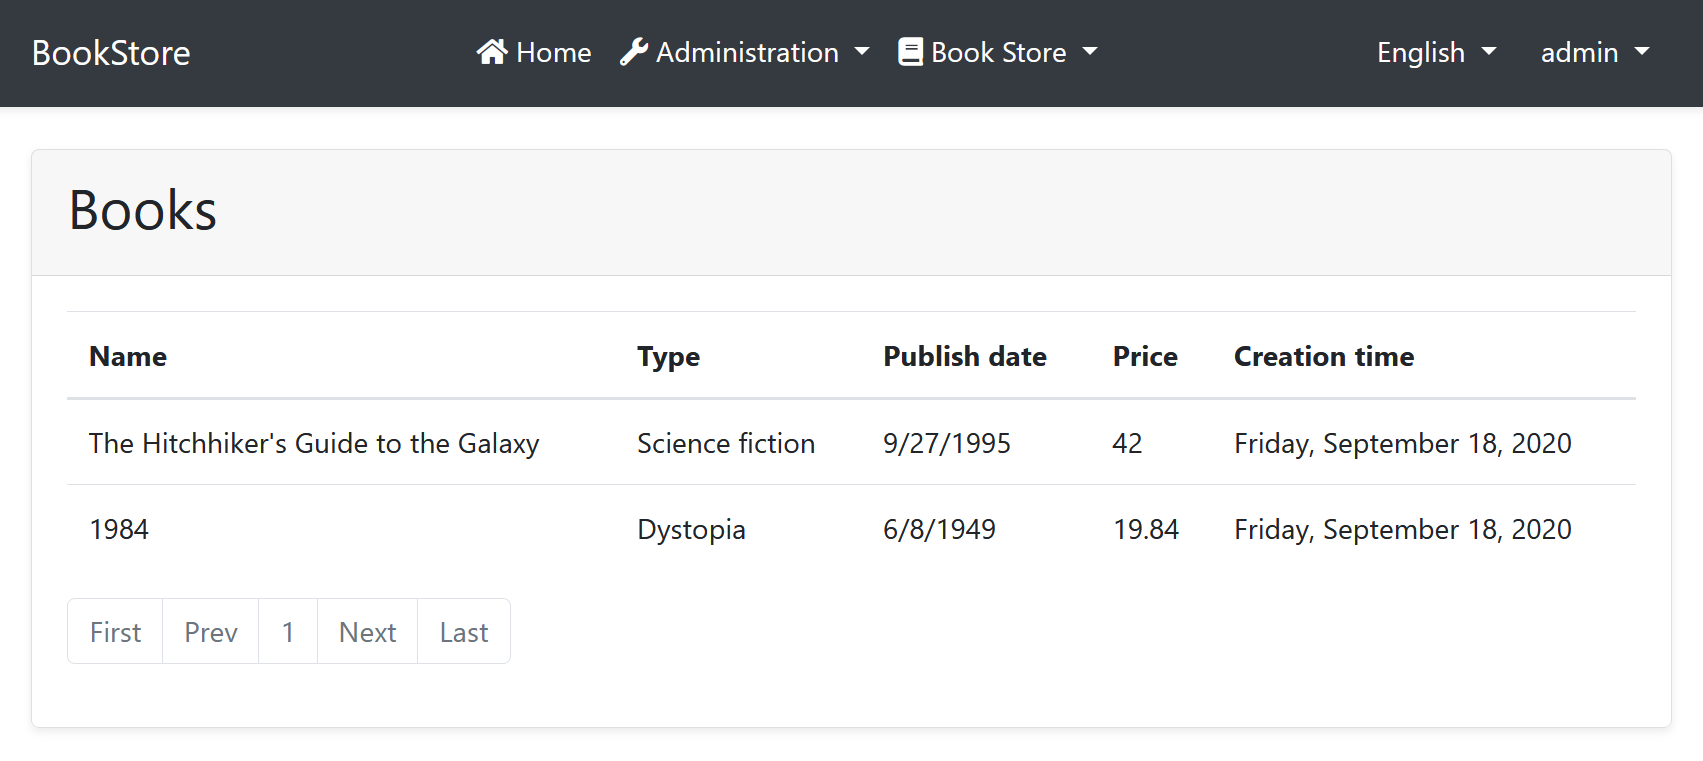 BookStore Home Administration Book Store English admin
Books
Name Type Publish date Price Creation time
The Hitchhiker's Guide to the Galaxy Science fiction 9/27/1995 42 Friday, September 18, 2020
1984 Dystopia 6/8/1949 19.84 Friday, September 18, 2020
First Prev 1 Next Last